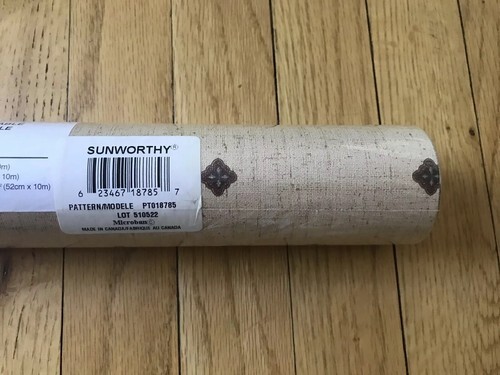 SUNWORTHY®
6 23467 18785 7
PATTERN/MODELE PT018785
LOT 510522
Microban©
MADE IN CANADA/FABRIQUE AU CANADA
10m)
(52cm x 10m)